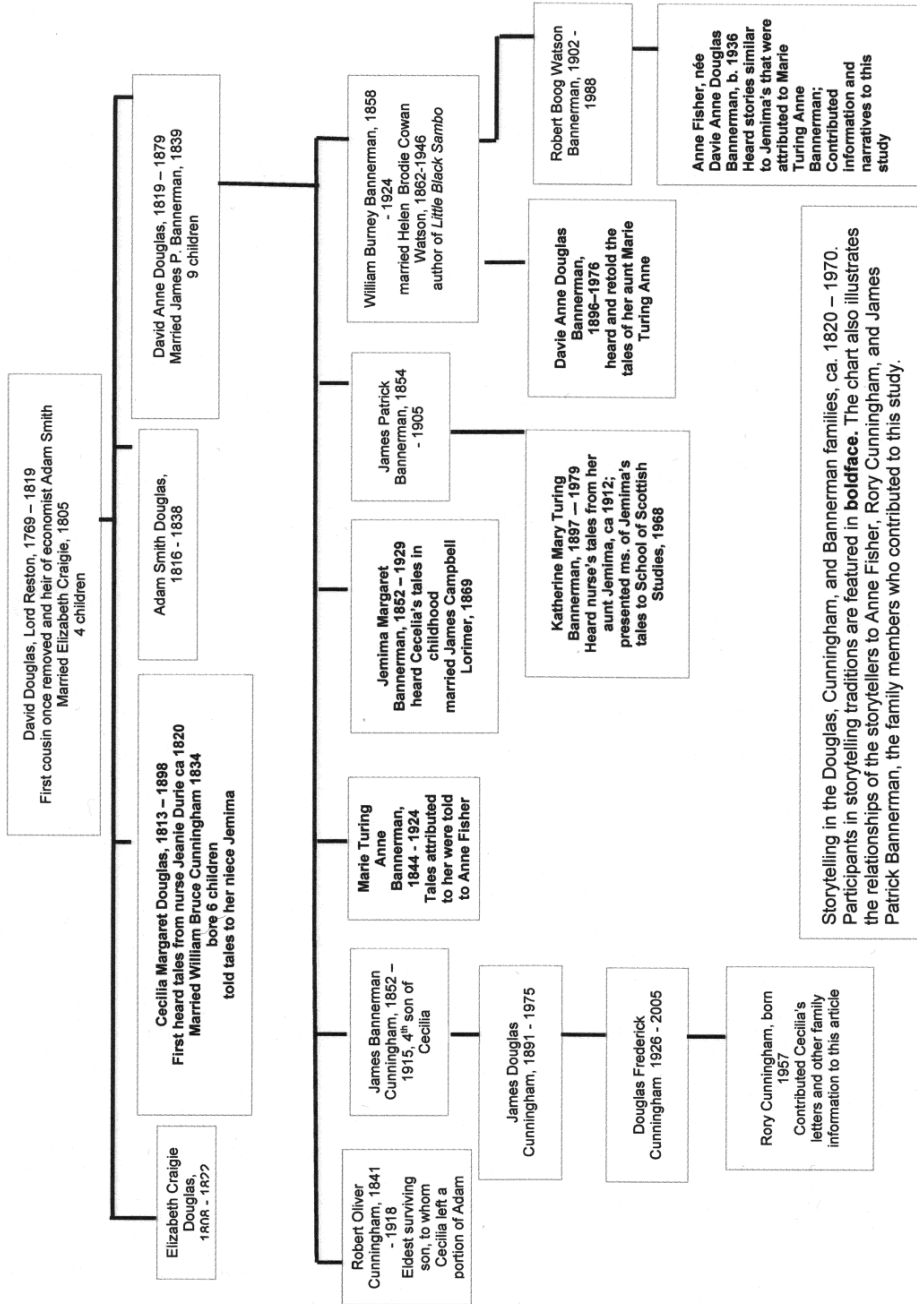 David Douglas, Lord Reston, 1769 – 1819
First cousin once removed and heir of economist Adam Smith
Married Elizabeth Craigie, 1805
4 children
Elizabeth Craigie
Douglas,
Cecilia Margaret Douglas, 1813 – 1898
First heard tales from nurse Jeanie Durie ca 1820
Married William Bruce Cunningham 1834
bore 6 children
told tales to her niece Jemima
Adam Smith Douglas,
1816 - 1838
David Anne Douglas, 1819 – 1879
Married James P. Bannerman, 1839
9 children
Robert Oliver
Cunningham, 1841
- 1918
Eldest surviving
son, to whom
Cecilia left a
portion of Adam
James Bannerman
Cunningham, 1852 –
1915, 4th son of
Cecilia
Marie Turing
Anne
Bannerman,
1844 - 1924
Tales attributed
to her were told
to Anne Fisher
Jemima Margaret
Bannerman, 1852 – 1929
heard Cecelia's tales in
childhood
married James Campbell
Lorimer, 1869
James Patrick
Bannerman, 1854
- 1905
William Burney Bannerman, 1858
- 1924
married Helen Brodie Cowan
Watson, 1862-1946
author of Little Black Sambo
James Douglas
Cunningham, 1891 - 1975
Katherine Mary Turing
Bannerman, 1897 – 1979
Heard nurse's tales from her
aunt Jemima, ca 1912;
presented ms. of Jemima's
tales to School of Scottish
Studies, 1968
Davie Anne Douglas
Bannerman,
1896–1976
heard and retold the
tales of her aunt Marie
Turing Anne
Robert Boog Watson
Bannerman, 1902 -
1988
Douglas Frederick
Cunningham 1926 - 2005
Rory Cunningham, born
1957
Contributed Cecilia's
letters and other family
information to this article
Anne Fisher, née
Davie Anne Douglas
Bannerman, b. 1936
Heard stories similar
to Jemima's that were
attributed to Marie
Turing Anne
Bannerman;
Contributed
information and
narratives to this
study
Storytelling in the Douglas, Cunningham, and Bannerman families, ca. 1820 – 1970.
Participants in storytelling traditions are featured in boldface. The chart also illustrates
the relationships of the storytellers to Anne Fisher, Rory Cunningham, and James
Patrick Bannerman, the family members who contributed to this study.